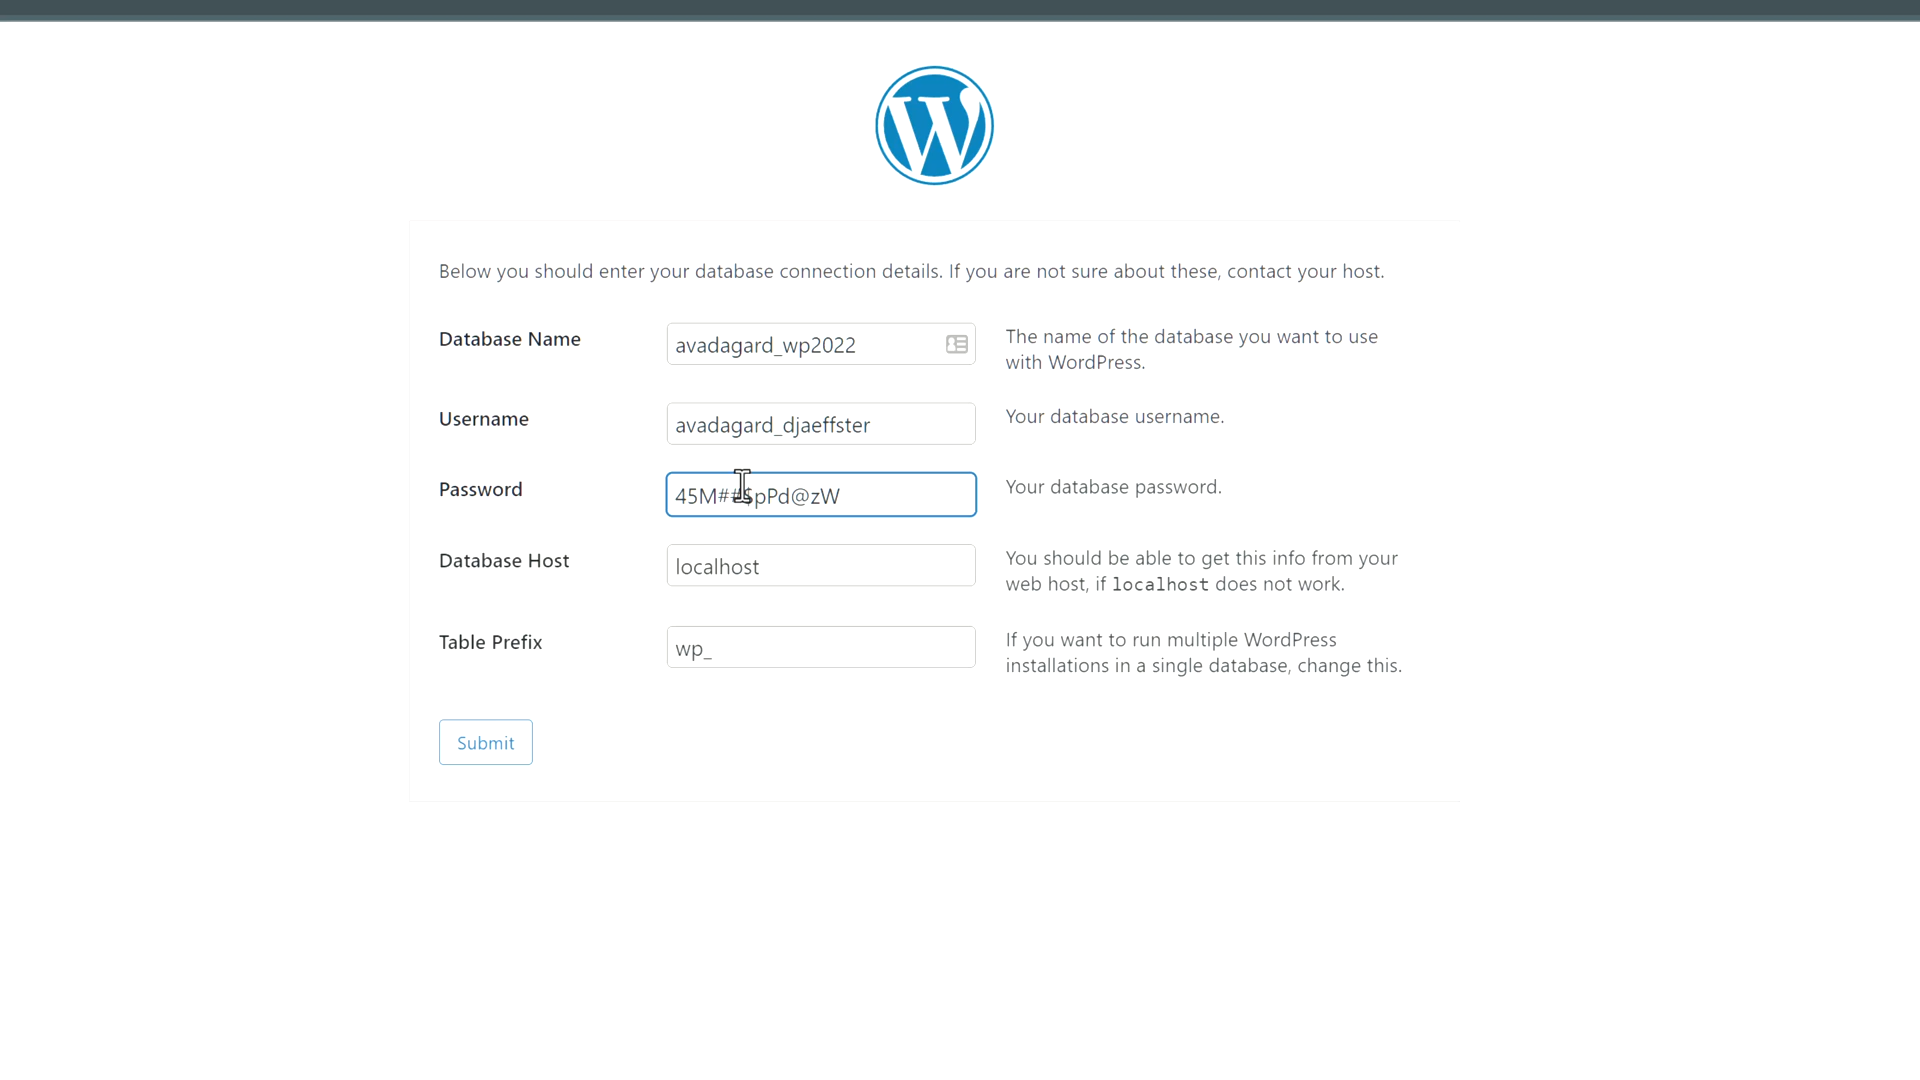 Below you should enter your database connection details. If you are not sure about these, contact your host.
Database Name
avadagard_wp2022
The name of the database you want to use
with WordPress.
Username
avadagard_djaeffster
Your database username.
Password
45M##$pPd@zW
Your database password.
Database Host
localhost
You should be able to get this info from your
web host, if localhost does not work.
Table Prefix
wp_
If you want to run multiple WordPress
installations in a single database, change this.
Submit